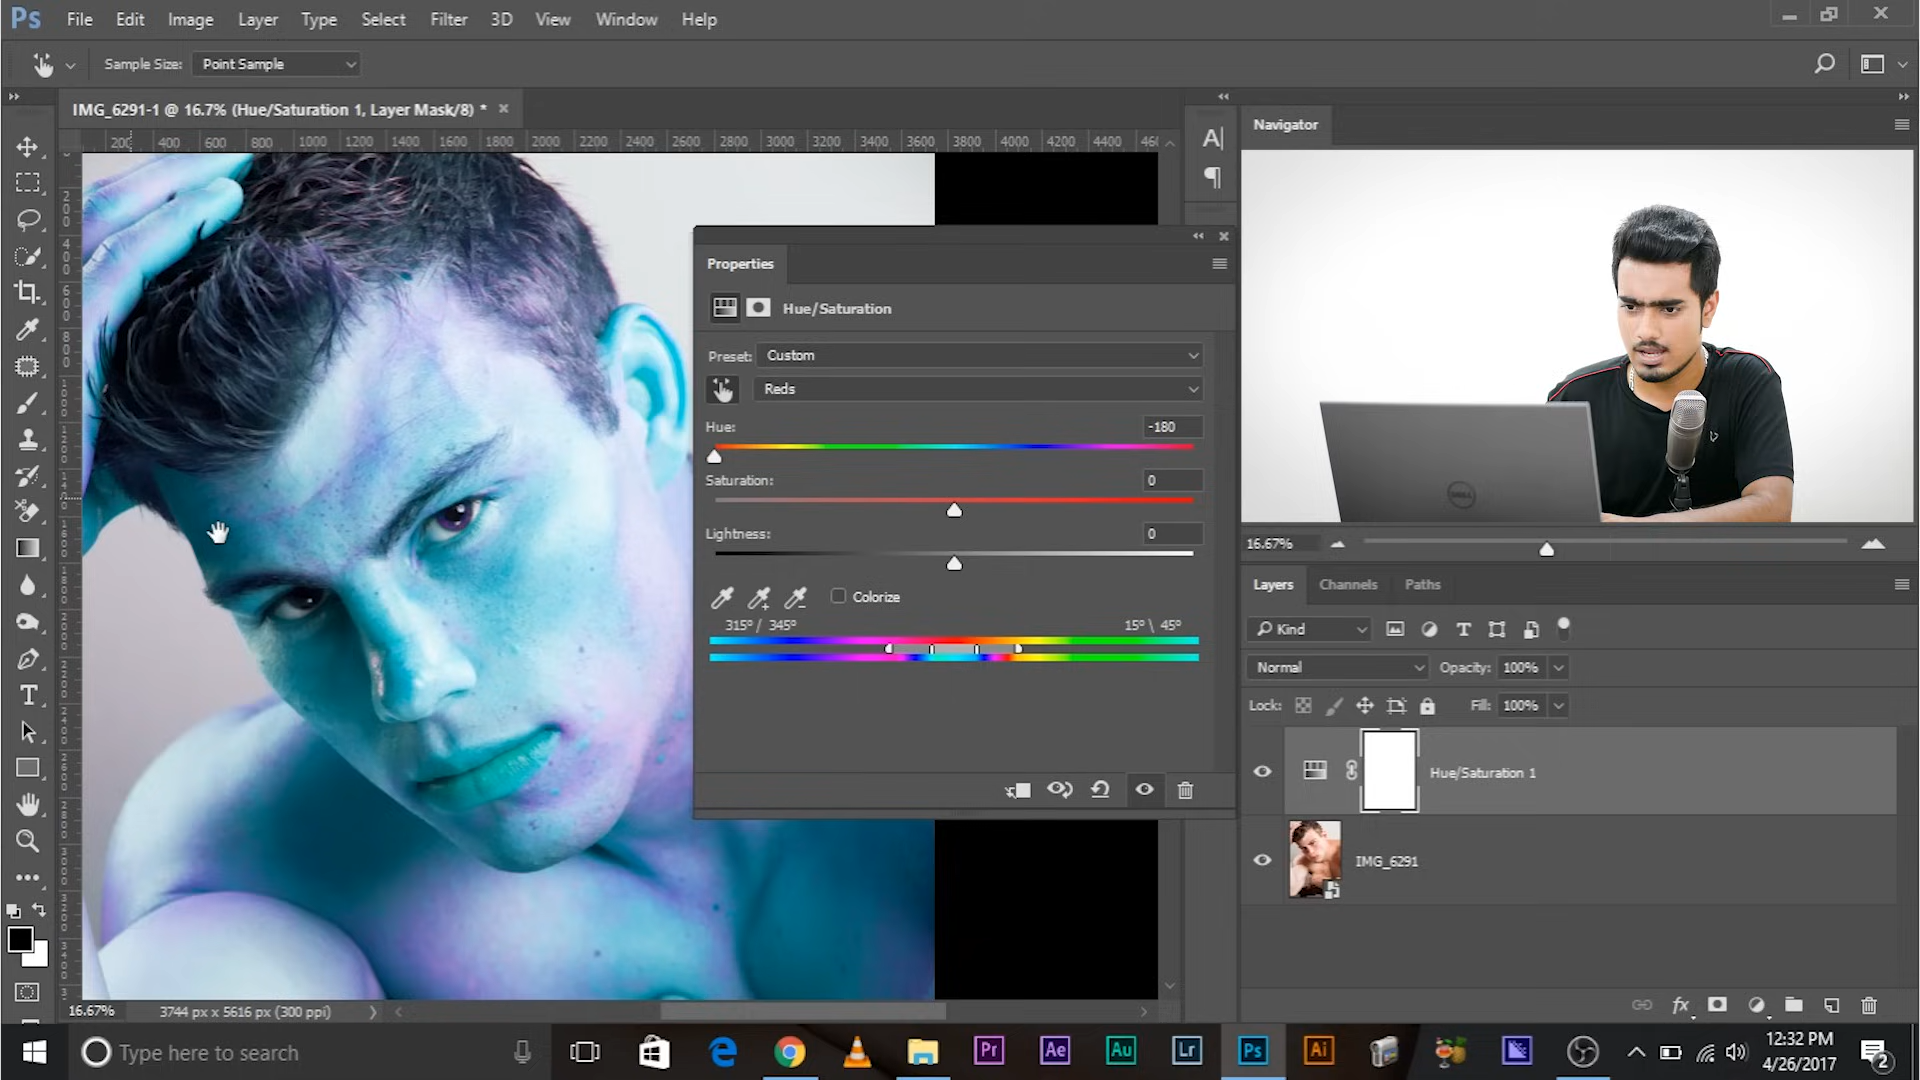 Ps File Edit Image Layer Type Select Filter 3D View Window Help
Sample Size: Point Sample
IMG_6291-1 @ 16.7% (Hue/Saturation 1, Layer Mask/8) * ×
200 400 600 800 1000 1200 1400 1600 1800 2000 2200 2400 2600 2800 3000 3200 3400 3600 3800 4000 4200 4400
Navigator
Properties
Hue/Saturation
Preset: Custom
Reds
Hue: -180
Saturation: 0
Lightness: 0
Colorize
315° / 345° 15° \ 45°
DELL
16.67%
Layers Channels Paths
Kind
Normal Opacity: 100%
Lock: Fill: 100%
Hue/Saturation 1
IMG_6291
fx
16.67% 3744 px x 5616 px (300 ppi)
Type here to search
Pr Ae Au Lr Ps Ai
12:32 PM
4/26/2017
2